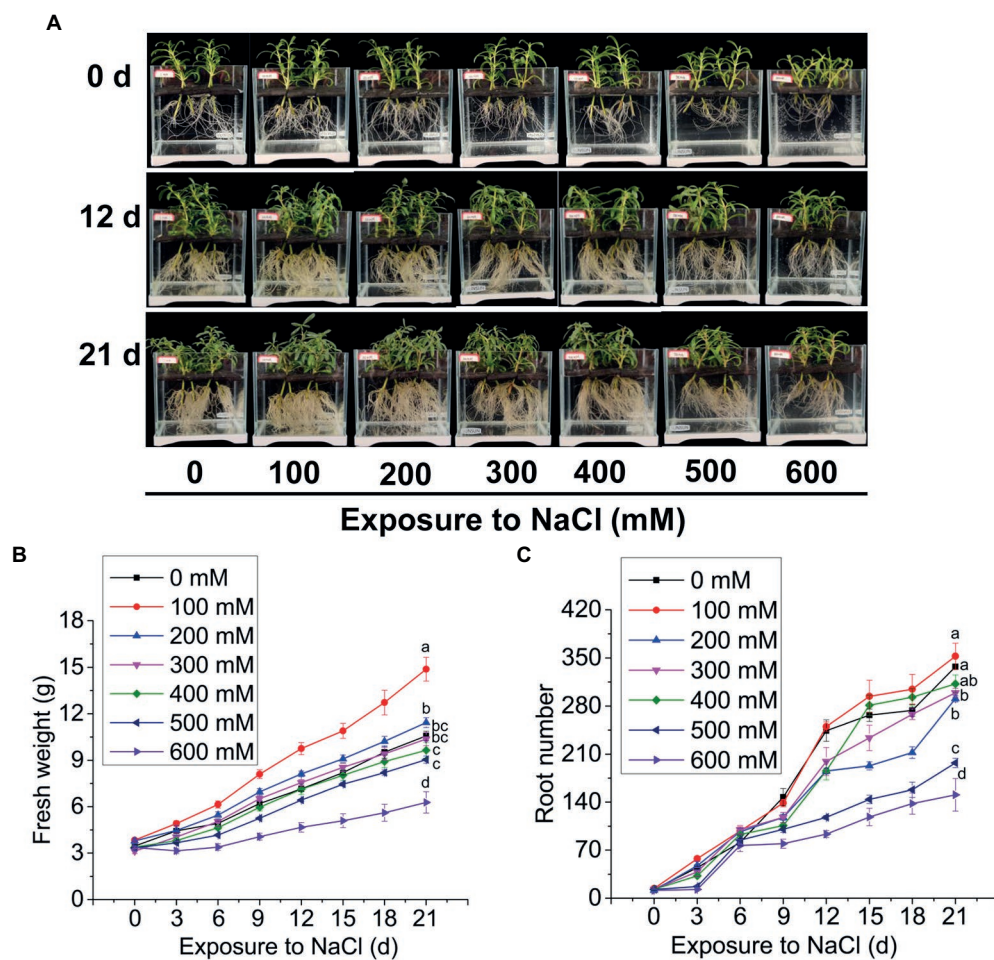 A
0 d
12 d
21 d
0 100 200 300 400 500 600
Exposure to NaCl (mM)
B
0 mM
100 mM
200 mM
300 mM
400 mM
500 mM
600 mM
18
15
12
9
6
3
0
Fresh weight (g)
a
b
bc
bc
c
c
d
0 3 6 9 12 15 18 21
Exposure to NaCl (d)
C
0 mM
100 mM
200 mM
300 mM
400 mM
500 mM
600 mM
420
350
280
210
140
70
0
Root number
a
a
ab
b
b
c
d
0 3 6 9 12 15 18 21
Exposure to NaCl (d)